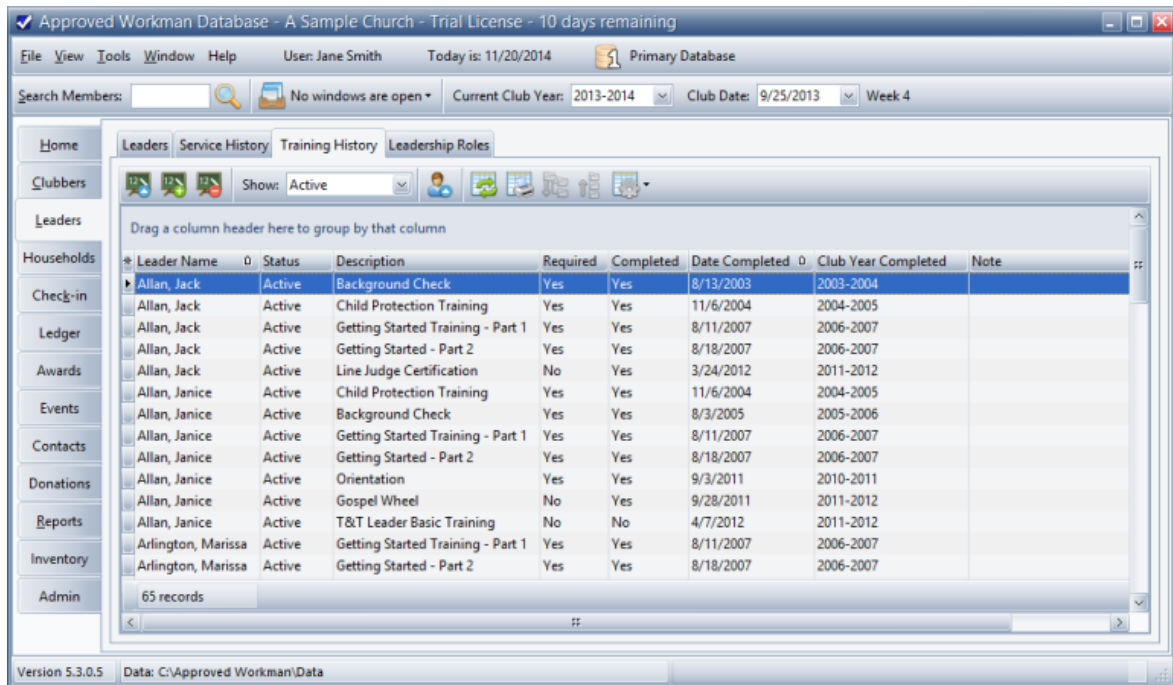 Approved Workman Database - A Sample Church - Trial License - 10 days remaining
File View Tools Window Help User: Jane Smith Today is: 11/20/2014 Primary Database
Search Members: No windows are open Current Club Year: 2013-2014 Club Date: 9/25/2013 Week 4
Home
Clubbers
Leaders
Households
Check-in
Ledger
Awards
Events
Contacts
Donations
Reports
Inventory
Admin
Leaders Service History Training History Leadership Roles
Show: Active
Drag a column header here to group by that column
Leader Name Status Description Required Completed Date Completed Club Year Completed Note
Allan, Jack Active Background Check Yes Yes 8/13/2003 2003-2004
Allan, Jack Active Child Protection Training Yes Yes 11/6/2004 2004-2005
Allan, Jack Active Getting Started Training - Part 1 Yes Yes 8/11/2007 2006-2007
Allan, Jack Active Getting Started - Part 2 Yes Yes 8/18/2007 2006-2007
Allan, Jack Active Line Judge Certification No Yes 3/24/2012 2011-2012
Allan, Janice Active Child Protection Training Yes Yes 11/6/2004 2004-2005
Allan, Janice Active Background Check Yes Yes 8/3/2005 2005-2006
Allan, Janice Active Getting Started Training - Part 1 Yes Yes 8/11/2007 2006-2007
Allan, Janice Active Getting Started - Part 2 Yes Yes 8/18/2007 2006-2007
Allan, Janice Active Orientation Yes Yes 9/3/2011 2010-2011
Allan, Janice Active Gospel Wheel No Yes 9/28/2011 2011-2012
Allan, Janice Active T&T Leader Basic Training No No 4/7/2012 2011-2012
Arlington, Marissa Active Getting Started Training - Part 1 Yes Yes 8/11/2007 2006-2007
Arlington, Marissa Active Getting Started - Part 2 Yes Yes 8/18/2007 2006-2007
65 records
Version 5.3.0.5 Data: C:\Approved Workman\Data